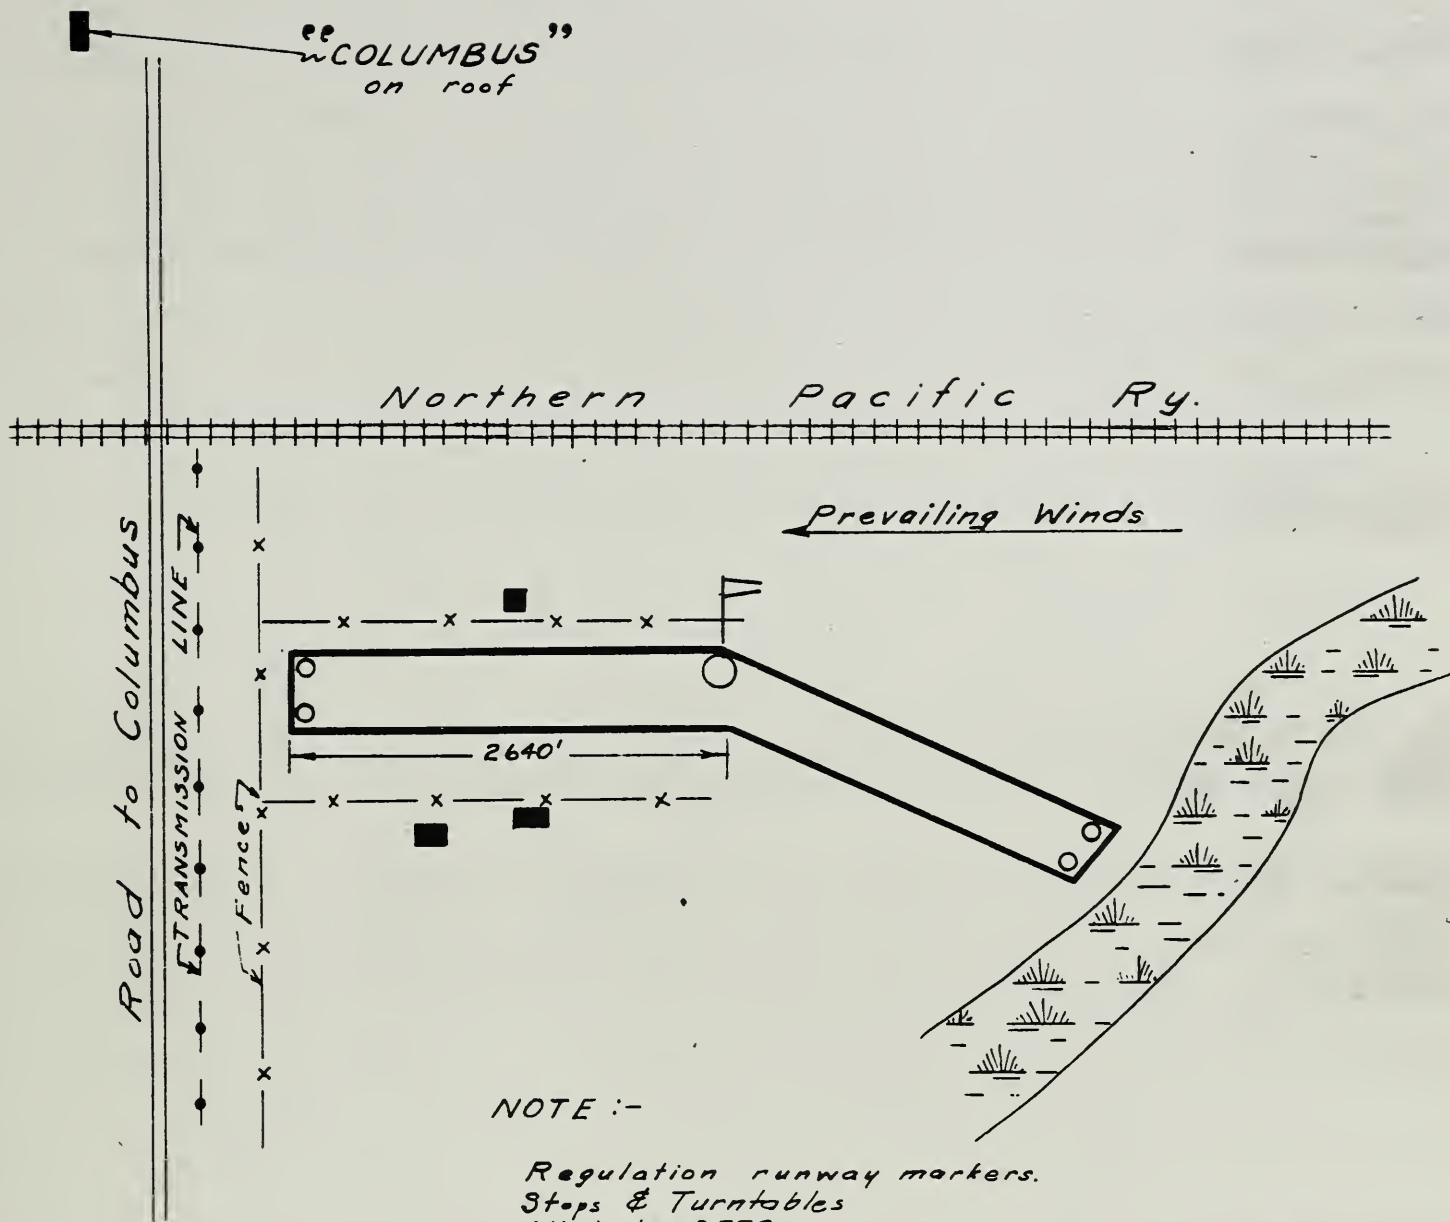 "COLUMBUS"
on roof
Northern Pacific Ry.
Prevailing Winds
Road to Columbus
TRANSMISSION LINE
Fence
2640'
NOTE :-
Regulation runway markers.
Stops & Turntables